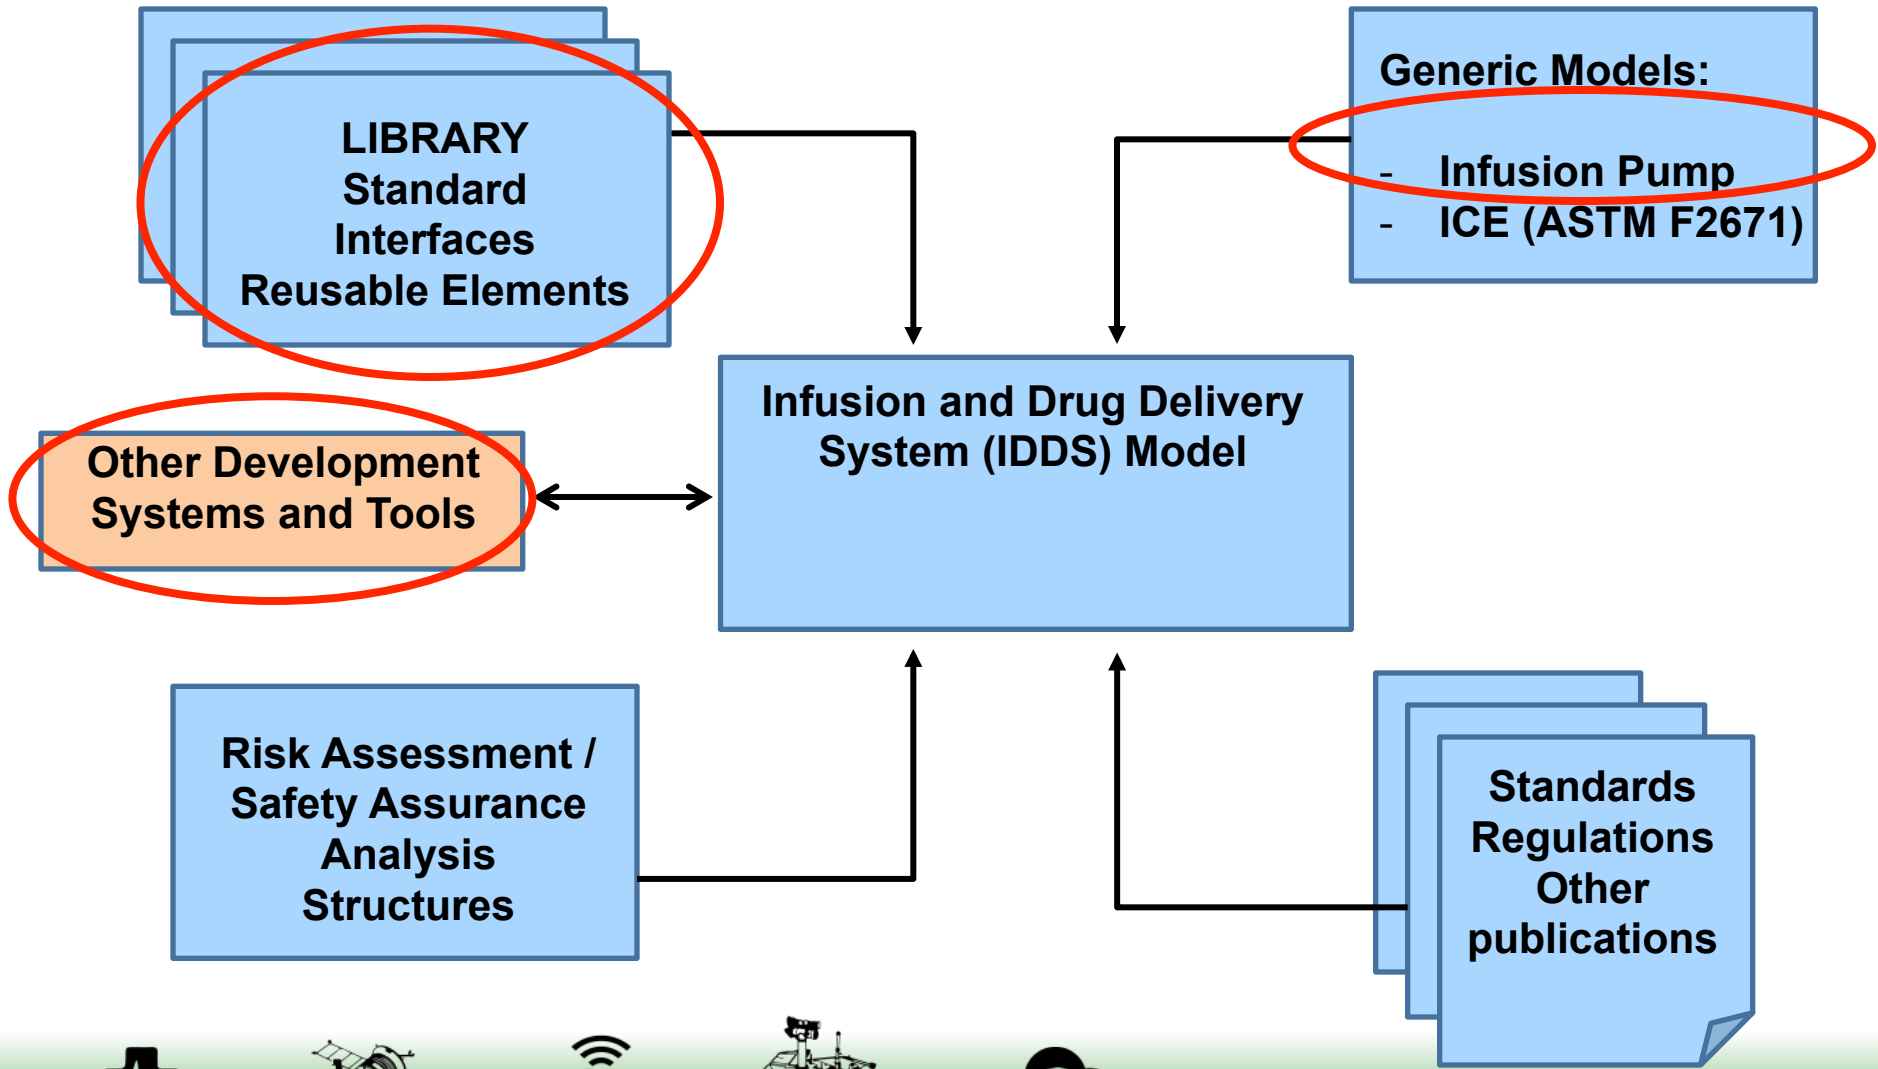 LIBRARY
Standard
Interfaces
Reusable Elements
Generic Models:
- Infusion Pump
- ICE (ASTM F2671)
Infusion and Drug Delivery
System (IDDS) Model
Other Development
Systems and Tools
Risk Assessment /
Safety Assurance
Analysis
Structures
Standards
Regulations
Other
publications